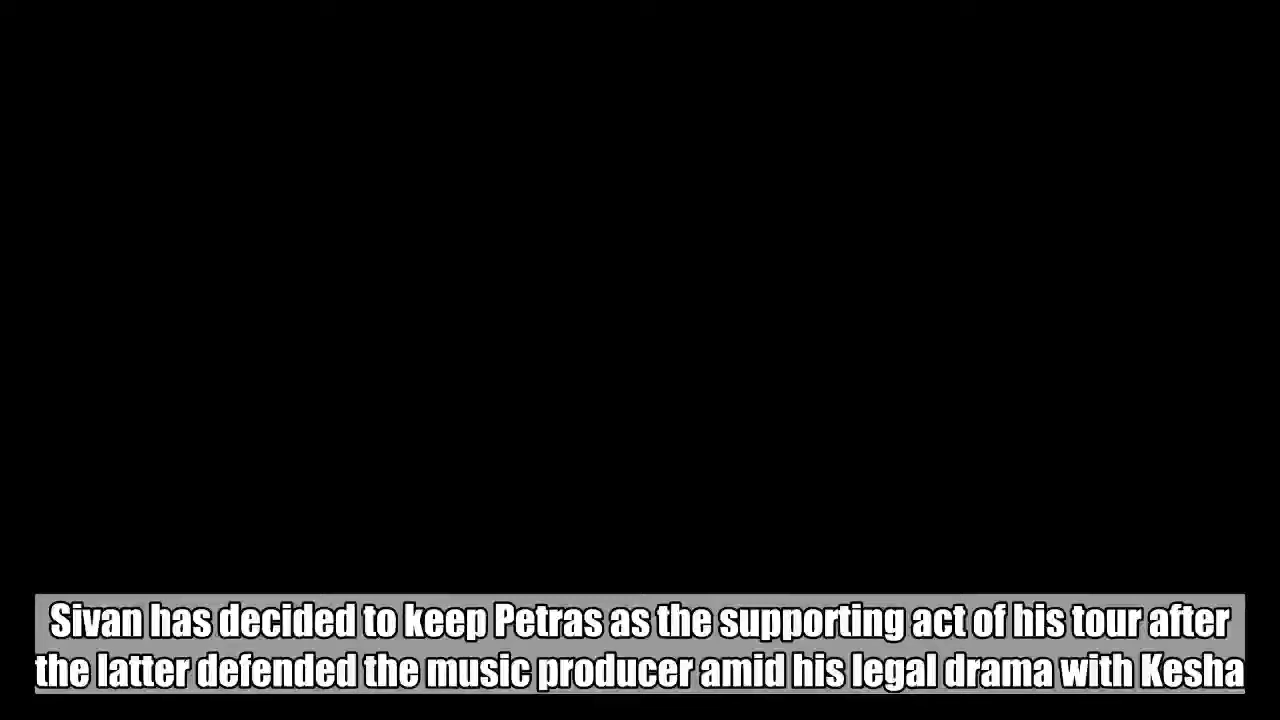 Sivan has decided to keep Petras as the supporting act of his tour after
the latter defended the music producer amid his legal drama with Kesha